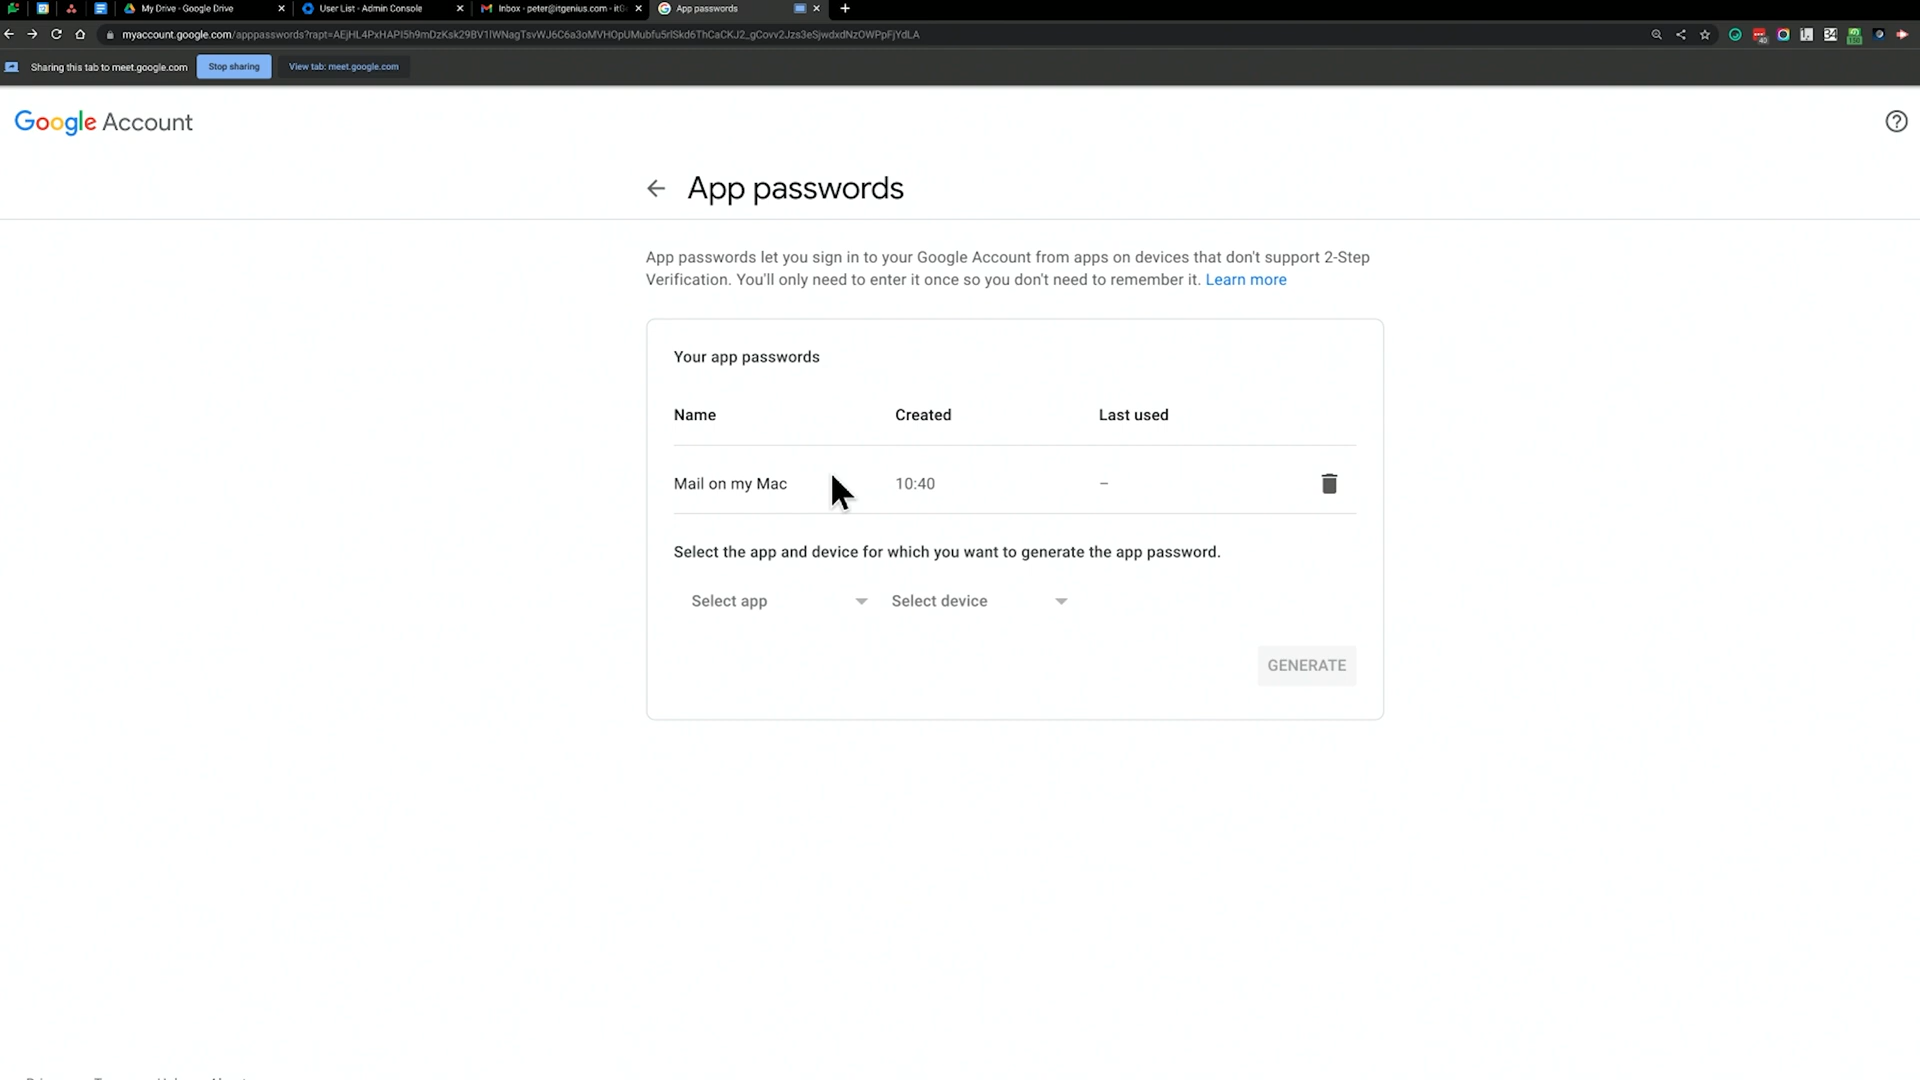 My Drive - Google Drive
User List - Admin Console
Inbox - peter@itgenius.com - itG
App passwords
Sharing this tab to meet.google.com
Stop sharing
View tab: meet.google.com
Google Account
App passwords
App passwords let you sign in to your Google Account from apps on devices that don't support 2-Step
Verification. You'll only need to enter it once so you don't need to remember it. Learn more
Your app passwords
Name
Created
Last used
Mail on my Mac
10:40
–
Select the app and device for which you want to generate the app password.
Select app
Select device
GENERATE